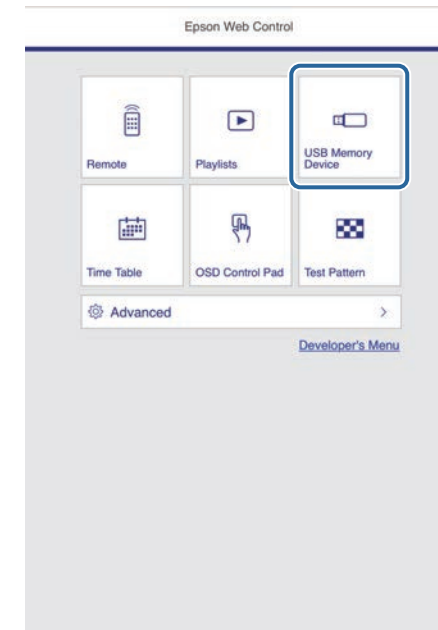 Epson Web Control
Remote
Playlists
USB Memory
Device
Time Table
OSD Control Pad
Test Pattern
Advanced
Developer's Menu